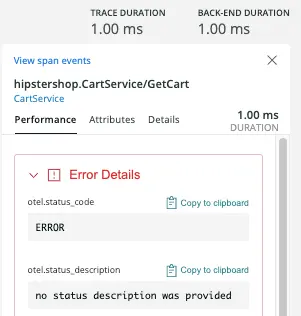 TRACE DURATION
BACK-END DURATION
1.00 ms
1.00 ms
View span events
hipstershop.CartService/GetCart
CartService
1.00 ms
DURATION
Performance
Attributes
Details
Error Details
otel.status_code
Copy to clipboard
ERROR
otel.status_description
Copy to clipboard
no status description was provided